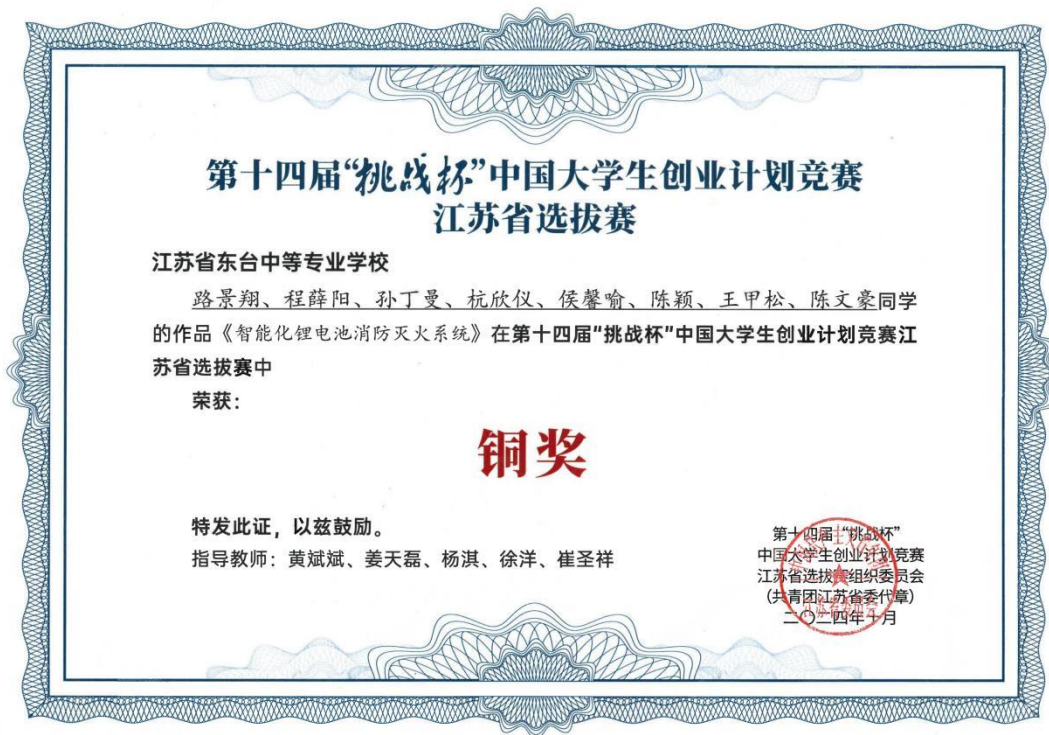 第十四届“挑战杯”中国大学生创业计划竞赛
江苏省选拔赛
江苏省东台中等专业学校
路景翔、程薛阳、孙丁曼、杭欣仪、侯馨喻、陈颖、王甲松、陈文豪同学
的作品《智能化锂电池消防灭火系统》在第十四届“挑战杯”中国大学生创业计划竞赛江
苏省选拔赛中
荣获：
铜奖
特发此证，以兹鼓励。
指导教师：黄斌斌、姜天磊、杨淇、徐洋、崔圣祥
第十四届“挑战杯”
中国大学生创业计划竞赛
江苏省选拔赛组织委员会
(共青团江苏省委代章)
二〇二四年十月